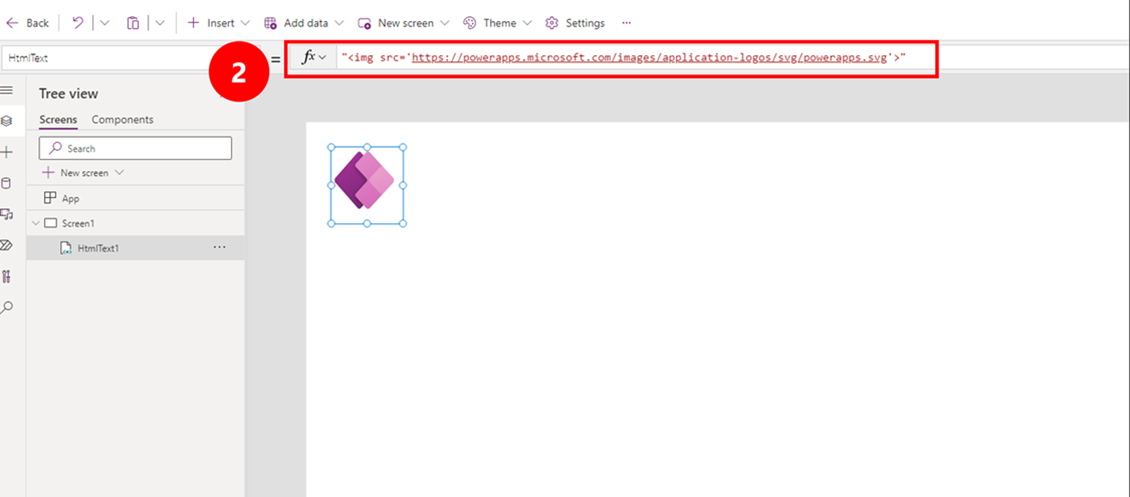 Back Insert Add data New screen Theme Settings ...
HtmlText = fx "<img src='https://powerapps.microsoft.com/images/application-logos/svg/powerapps.svg'>"
2
Tree view
Screens Components
Search
New screen
App
Screen1
HtmlText1 ...